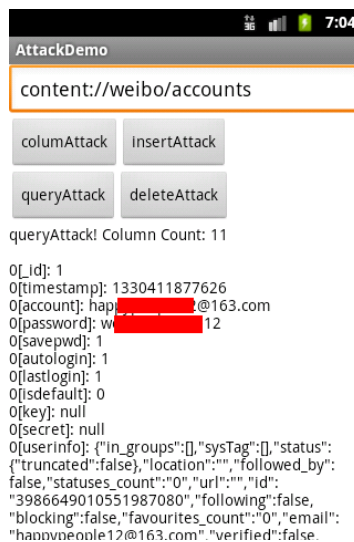 3G 7:04
AttackDemo
content://weibo/accounts
columAttack insertAttack
queryAttack deleteAttack
queryAttack! Column Count: 11
0[_id]: 1
0[timestamp]: 1330411877626
0[account]: hap 2@163.com
0[password]: w 12
0[savepwd]: 1
0[autologin]: 1
0[lastlogin]: 1
0[isdefault]: 0
0[key]: null
0[secret]: null
0[userinfo]: {"in_groups":[],"sysTag":[],"status":
{"truncated":false},"location":"","followed_by":
false,"statuses_count":"0","url":"","id":
"3986649010551987080","following":false,
"blocking":false,"favourites_count":"0","email":
"happypeople12@163.com","verified":false,